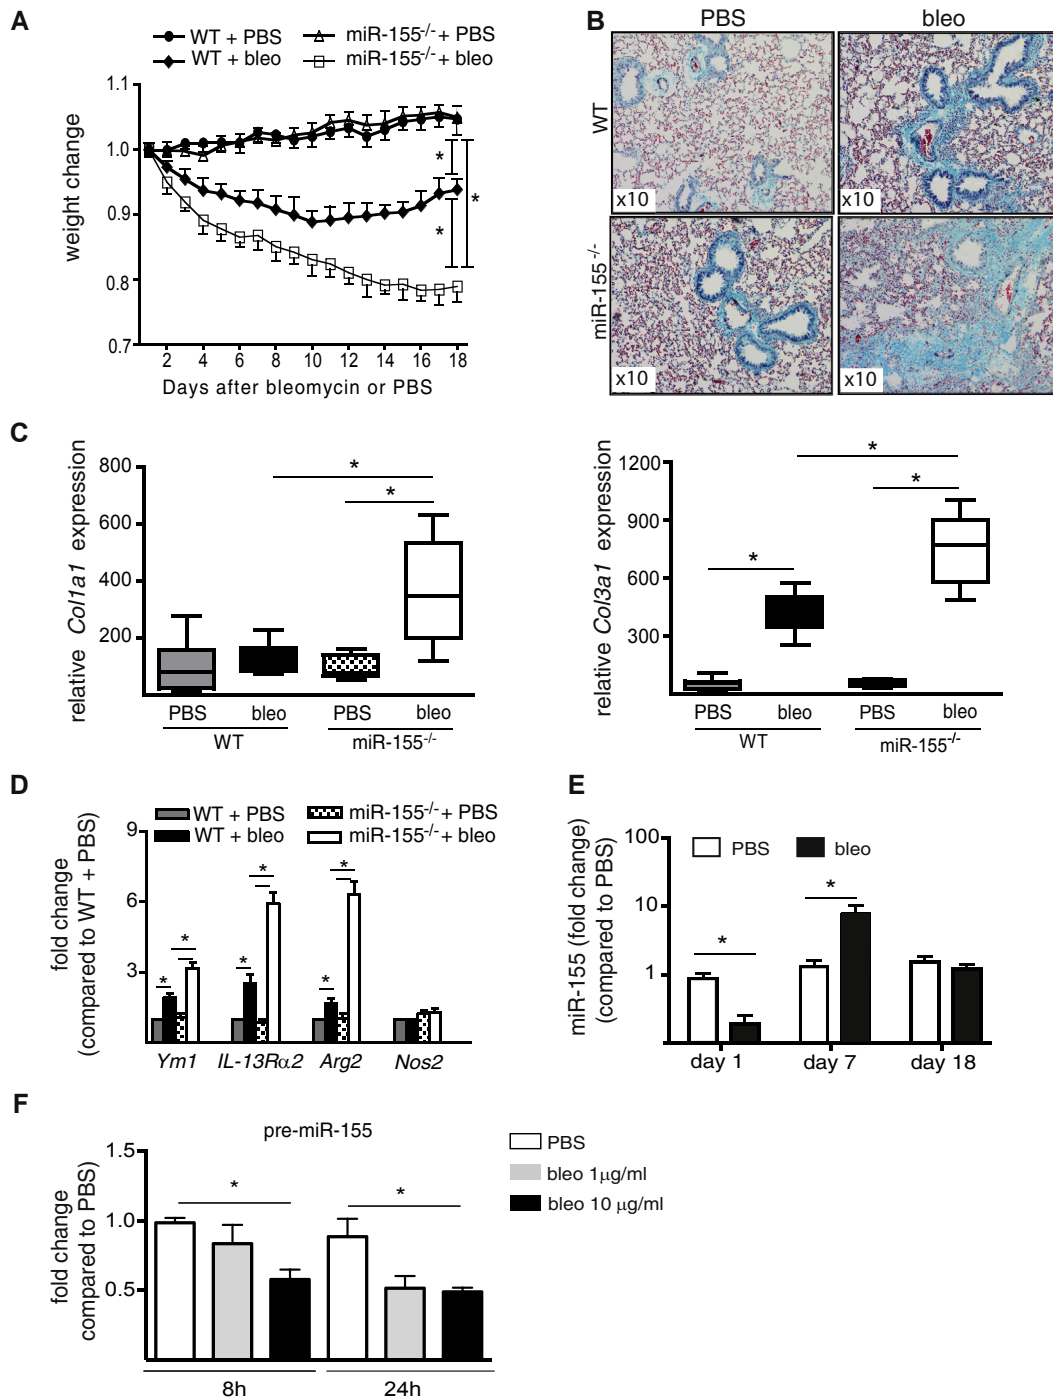 A
WT + PBS
miR-155-/- + PBS
WT + bleo
miR-155-/- + bleo
1.1
1.0
0.9
0.8
0.7
weight change
2 4 6 8 10 12 14 16 18
Days after bleomycin or PBS
*
*
*
B
PBS bleo
WT
miR-155-/-
x10
x10
x10
x10
C
800
600
400
200
relative Col1a1 expression
*
*
PBS bleo PBS bleo
WT miR-155-/-
1200
900
600
300
relative Col3a1 expression
*
*
*
PBS bleo PBS bleo
WT miR-155-/-
D
WT + PBS
miR-155-/- + PBS
WT + bleo
miR-155-/- + bleo
9
6
3
fold change
(compared to WT + PBS)
* * * * * *
Ym1 IL-13Rα2 Arg2 Nos2
E
100
10
1
miR-155 (fold change)
(compared to PBS)
PBS bleo
*
*
day 1 day 7 day 18
F
pre-miR-155
1.5
1.0
0.5
fold change
compared to PBS)
* *
8h 24h
PBS
bleo 1µg/ml
bleo 10 µg/ml